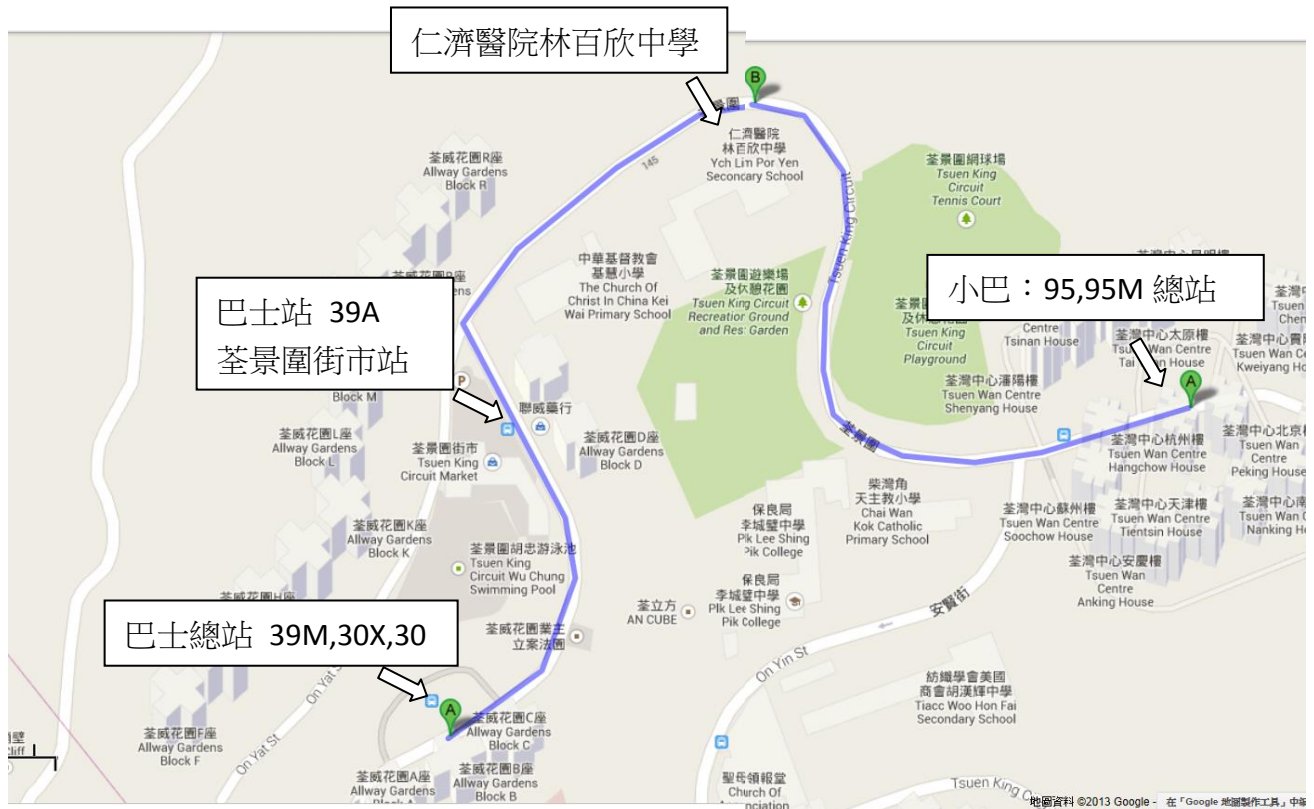 仁濟醫院林百欣中學
B
荃景圍
仁濟醫院
林百欣中學
Ych Lim Por Yen
Secondary School
荃威花園R座
Allway Gardens
Block R
145
荃景圍網球場
Tsuen King
Circuit
Tennis Court
Tsuen King Circuit
中華基督教會
基慧小學
The Church Of
Christ In China Kei
Wai Primary School
荃景圍遊樂場
及休憩花園
Tsuen King Circuit
Recreation Ground
and Res: Garden
巴士站 39A
荃景圍街市站
小巴：95,95M 總站
Tsuen King
Circuit
Playground
Centre
Tsinan House
荃灣中心太原樓
Tsuen Wan Centre
荃灣中心瀋陽樓
Tsuen Wan Centre
Shenyang House
Kweiyang Ho
A
P
Block M
聯威藥行
荃威花園L座
Allway Gardens
Block L
荃景圍街市
Tsuen King
Circuit Market
荃威花園D座
Allway Gardens
Block D
荃景圍
荃灣中心杭州樓
Tsuen Wan Centre
Hangchow House
荃灣中心北京
Tsuen Wan
Centre
Peking House
柴灣角
天主教小學
Chai Wan
Kok Catholic
Primary School
保良局
李城璧中學
Plk Lee Shing
Pik College
荃灣中心蘇州樓
Tsuen Wan Centre
Soochow House
荃灣中心天津樓
Tsuen Wan Centre
Tientsin House
荃灣中心南
Tsuen Wan C
Nanking Ho
荃威花園K座
Allway Gardens
Block K
荃景圍胡忠游泳池
Tsuen King
Circuit Wu Chung
Swimming Pool
荃灣中心安慶樓
Tsuen Wan
Centre
Anking House
保良局
李城璧中學
Plk Lee Shing
Pik College
荃立方
AN CUBE
安賢街
On Yin St
巴士總站 39M,30X,30
荃威花園業主
立案法團
紡織學會美國
商會胡漢輝中學
Tiacc Woo Hon Fai
Secondary School
On Yat St
A
荃威花園C座
Allway Gardens
Block C
荃威花園F座
Allway Gardens
Block F
On Yat St
荃威花園A座
Allway Gardens
荃威花園B座
Allway Gardens
Block B
聖母領報堂
Church Of
Tsuen King
地圖資料 ©2013 Google - 在「Google 地圖製作工具」中